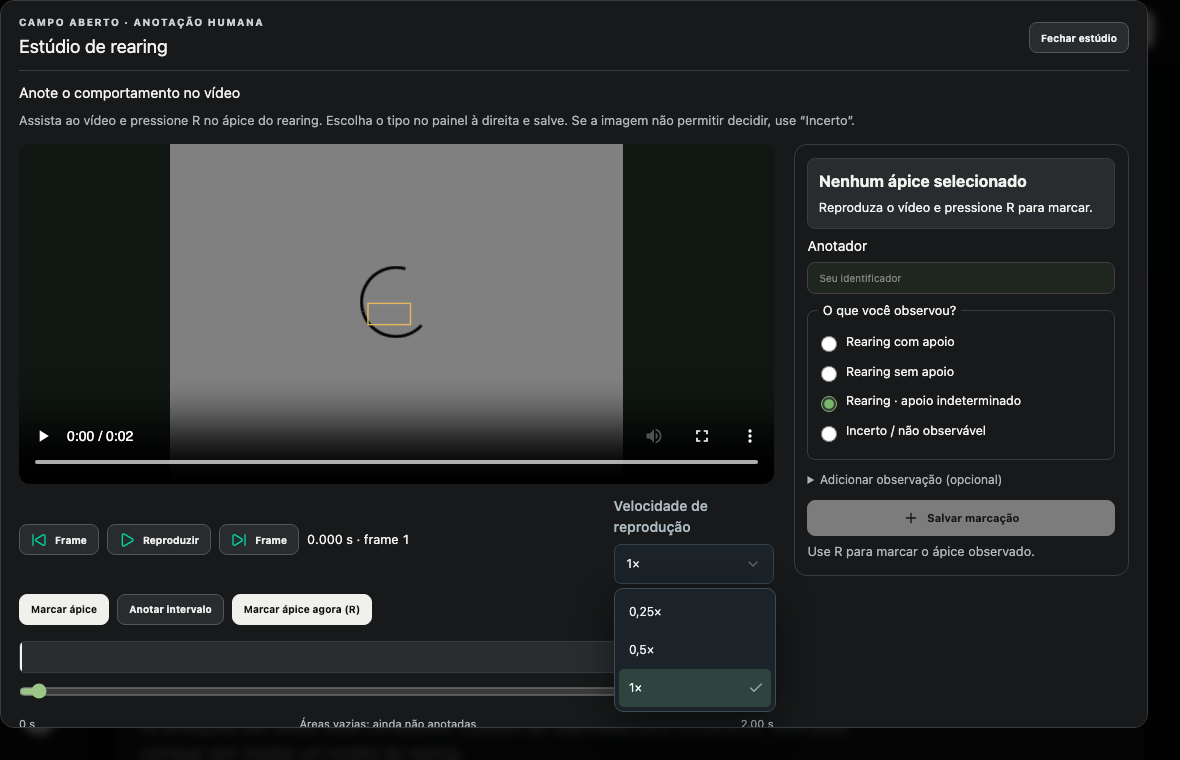 CAMPO ABERTO · ANOTAÇÃO HUMANA
Estúdio de rearing
Fechar estúdio
Anote o comportamento no vídeo
Assista ao vídeo e pressione R no ápice do rearing. Escolha o tipo no painel à direita e salve. Se a imagem não permitir decidir, use “Incerto”.
0:00 / 0:02
Nenhum ápice selecionado
Reproduza o vídeo e pressione R para marcar.
Anotador
Seu identificador
O que você observou?
Rearing com apoio
Rearing sem apoio
Rearing · apoio indeterminado
Incerto / não observável
Adicionar observação (opcional)
Salvar marcação
Use R para marcar o ápice observado.
Velocidade de
reprodução
Frame
Reproduzir
Frame
0.000 s · frame 1
1×
0,25×
0,5×
1×
Marcar ápice
Anotar intervalo
Marcar ápice agora (R)
0 s
Áreas vazias: ainda não anotadas
2.00 s